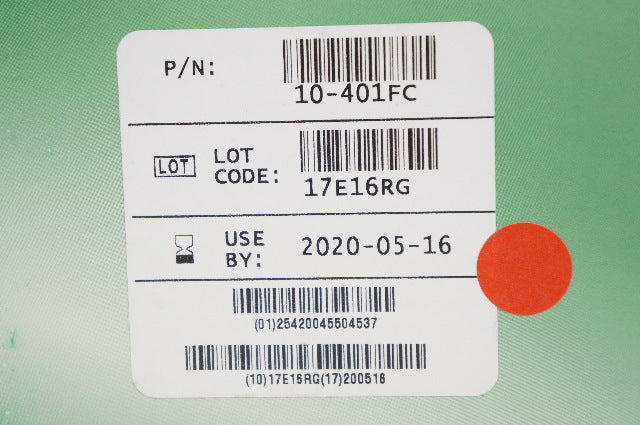 P/N:
10-401FC
LOT
LOT
CODE:
17E16RG
USE
BY:
2020-05-16
(01)25420045504537
(10)17E16RG(17)200516